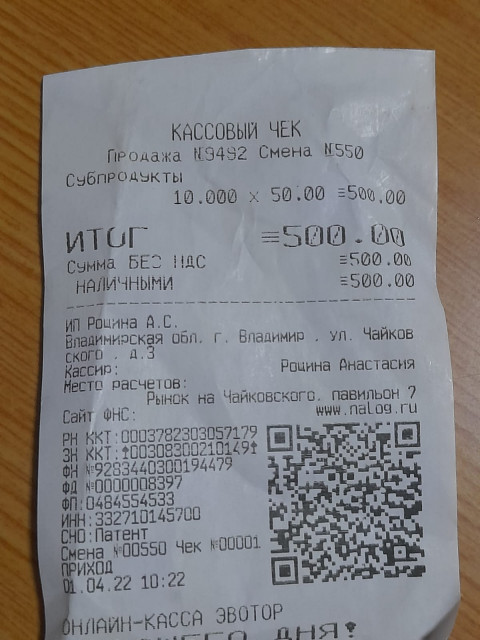 КАССОВЫЙ ЧЕК
Продажа №9492 Смена №550
Субпродукты
10.000 x 50.00 ≡500.00
ИТОГ ≡500.00
Сумма БЕЗ НДС ≡500.00
НАЛИЧНЫМИ ≡500.00
ИП Рощина А.С.
Владимирская обл. г. Владимир . ул. Чайков
ского . д.3
Кассир: Рощина Анастасия
Место расчетов:
Рынок на Чайковского. павильон 7
Сайт ФНС: www.nalog.ru
РН ККТ:0003782303057179
ЗН ККТ:↑00308300210149↑
ФН №9283440300194479
ФД №0000008397
ФП:0484554533
ИНН:332710145700
СНО:Патент
Смена №00550 Чек №00001
ПРИХОД
01.04.22 10:22
ОНЛАЙН-КАССА ЭВОТОР
ДНЯ!